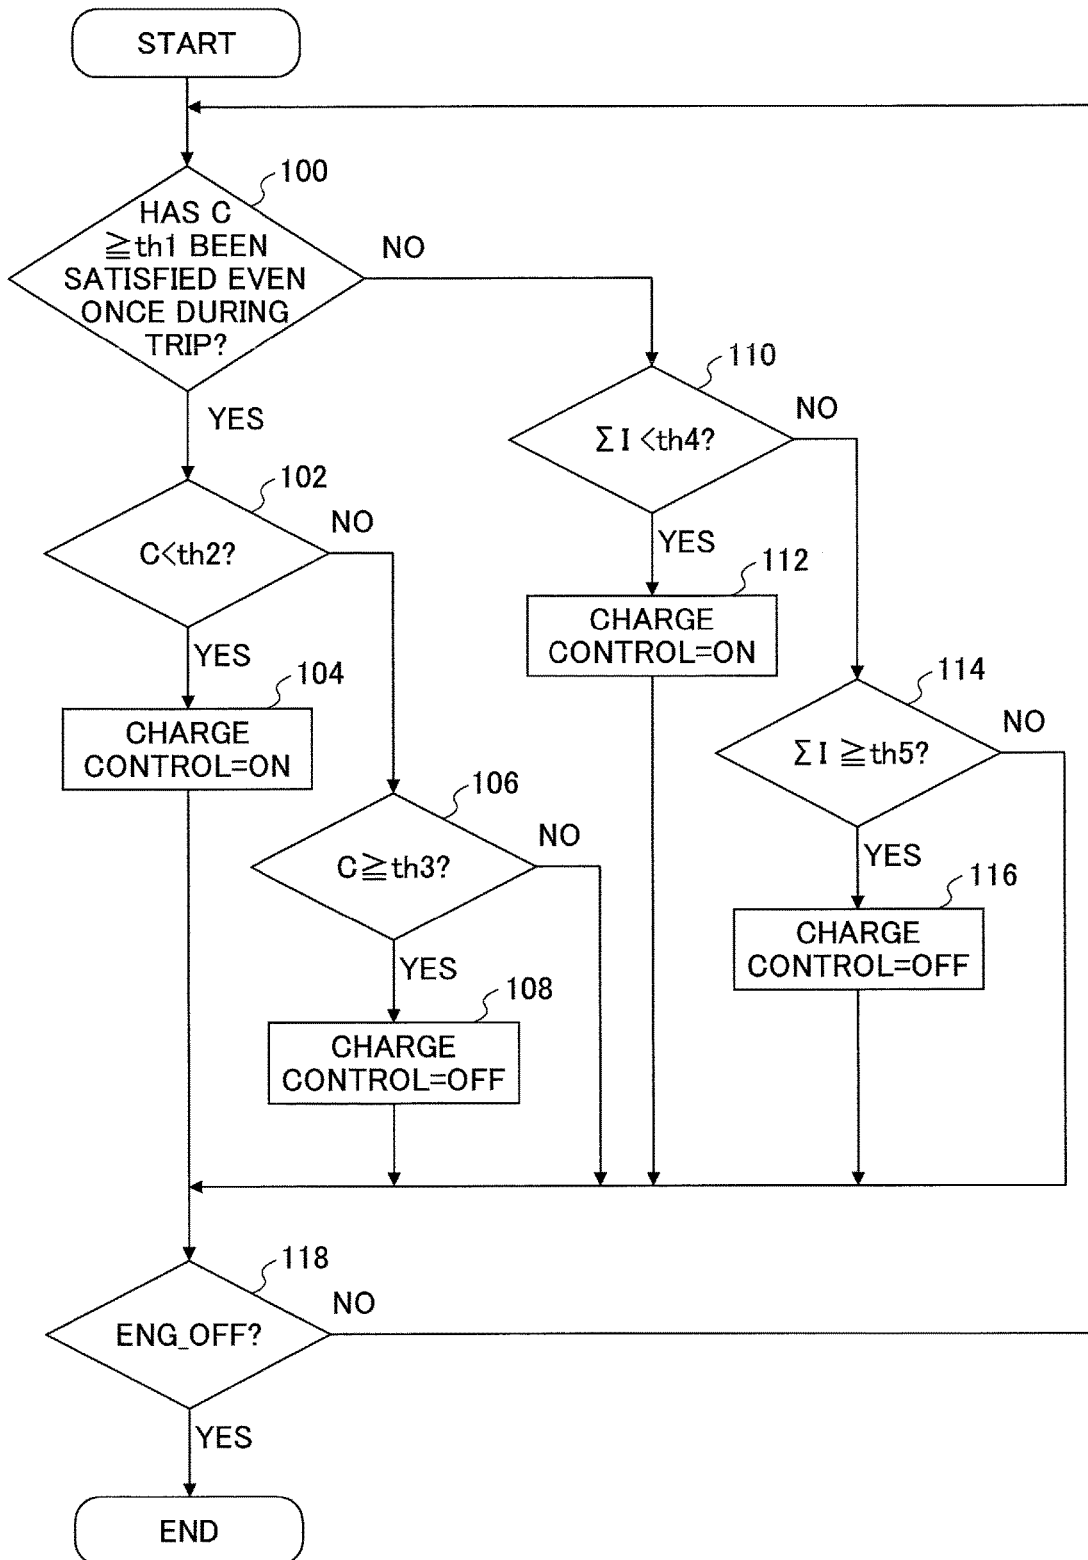 START
100
HAS C
≧th1 BEEN
SATISFIED EVEN
ONCE DURING
TRIP?
NO
YES
110
ΣI <th4?
NO
YES
102
C<th2?
NO
YES
112
CHARGE
CONTROL=ON
104
CHARGE
CONTROL=ON
114
ΣI ≧th5?
NO
YES
106
C≧th3?
NO
YES
116
CHARGE
CONTROL=OFF
108
CHARGE
CONTROL=OFF
118
ENG_OFF?
NO
YES
END